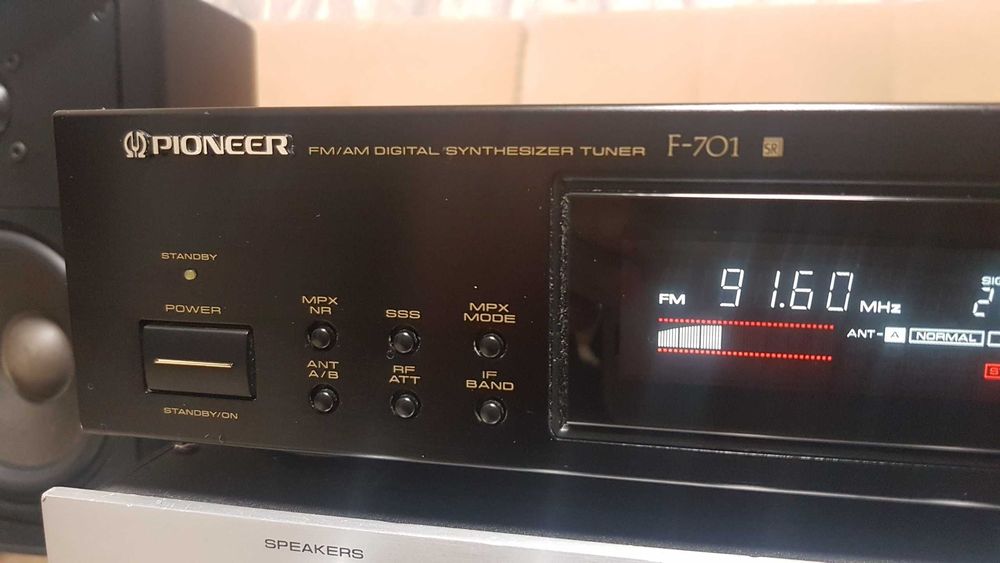 PIONEER FM/AM DIGITAL SYNTHESIZER TUNER F-701 SR
STANDBY
POWER
STANDBY/ON
MPX
NR
SSS
MPX
MODE
ANT
A/B
RF
ATT
IF
BAND
FM 91.60 MHz
ANT-A NORMAL
SPEAKERS